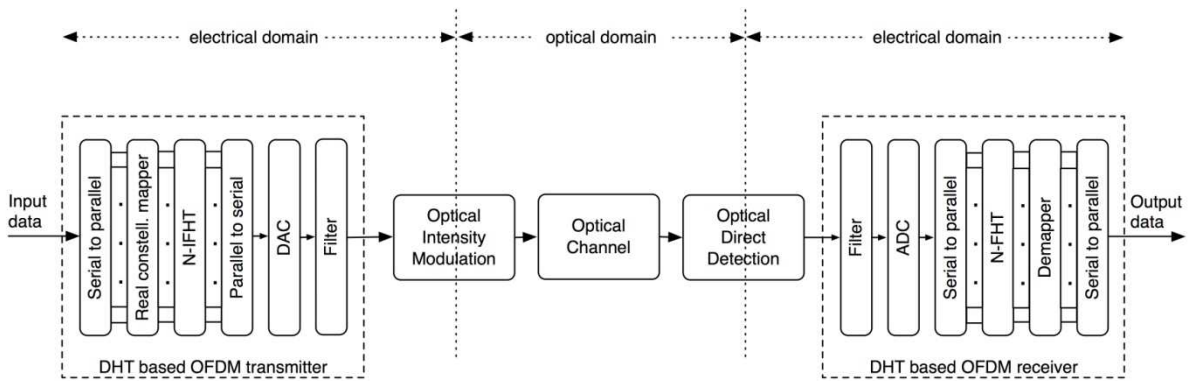 electrical domain
optical domain
electrical domain
Input
data
Serial to parallel
Real constell. mapper
N-IFHT
Parallel to serial
DAC
Filter
DHT based OFDM transmitter
Optical
Intensity
Modulation
Optical
Channel
Optical
Direct
Detection
Filter
ADC
Serial to parallel
N-FHT
Demapper
Serial to parallel
DHT based OFDM receiver
Output
data